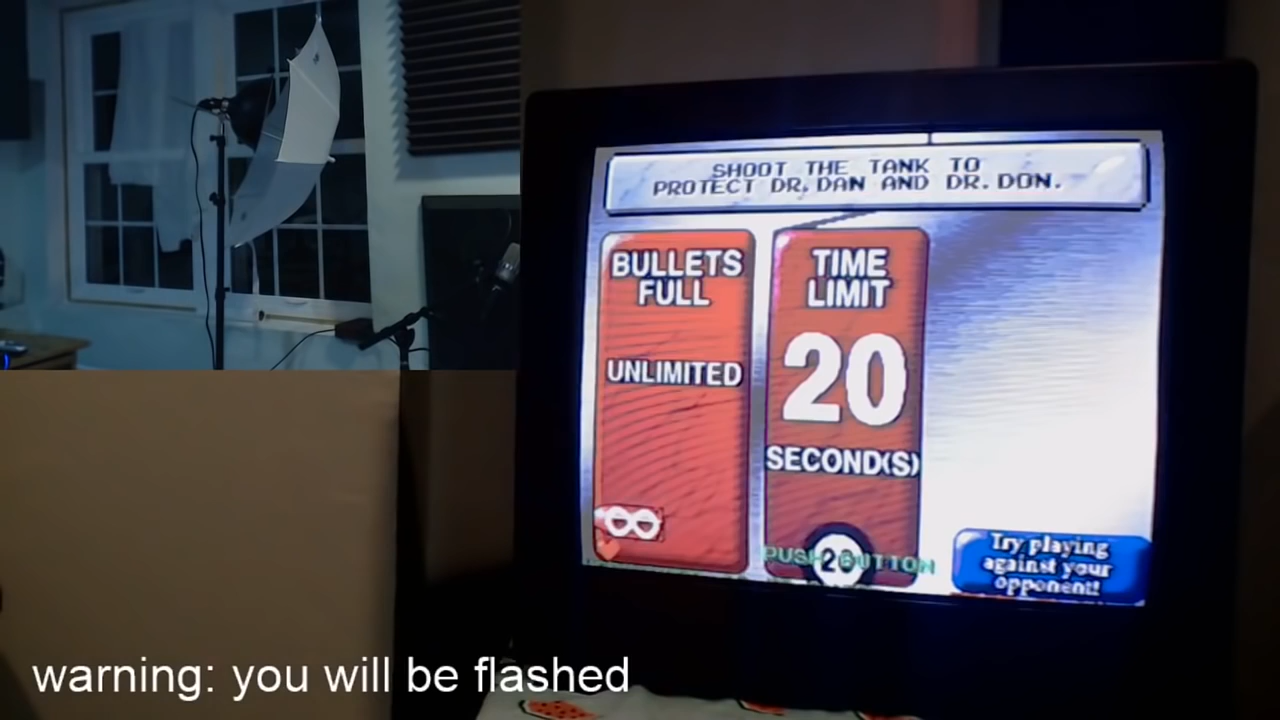 SHOOT THE TANK TO
PROTECT DR. DAN AND DR. DON.
BULLETS
FULL
UNLIMITED
TIME
LIMIT
20
SECOND(S)
PUSH 2 BUTTON
20
Try playing
against your
opponent!
warning: you will be flashed